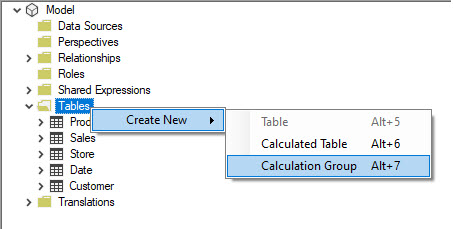 Model
Data Sources
Perspectives
Relationships
Roles
Shared Expressions
Tables
Create New
Prod
Table Alt+5
Sales
Calculated Table Alt+6
Store
Calculation Group Alt+7
Date
Customer
Translations